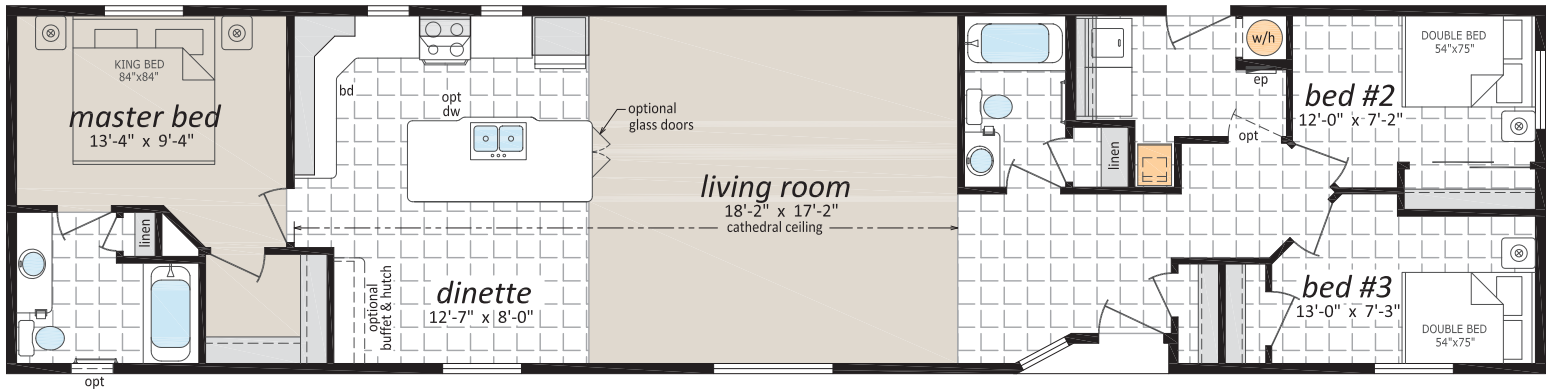 KING BED
84"x84"
master bed
13'-4" x 9'-4"
linen
opt
bd
opt
dw
optional
glass doors
living room
18'-2" x 17'-2"
cathedral ceiling
dinette
12'-7" x 8'-0"
optional
buffet & hutch
linen
w/h
ep
opt
DOUBLE BED
54"x75"
bed #2
12'-0" x 7'-2"
bed #3
13'-0" x 7'-3"
DOUBLE BED
54"x75"